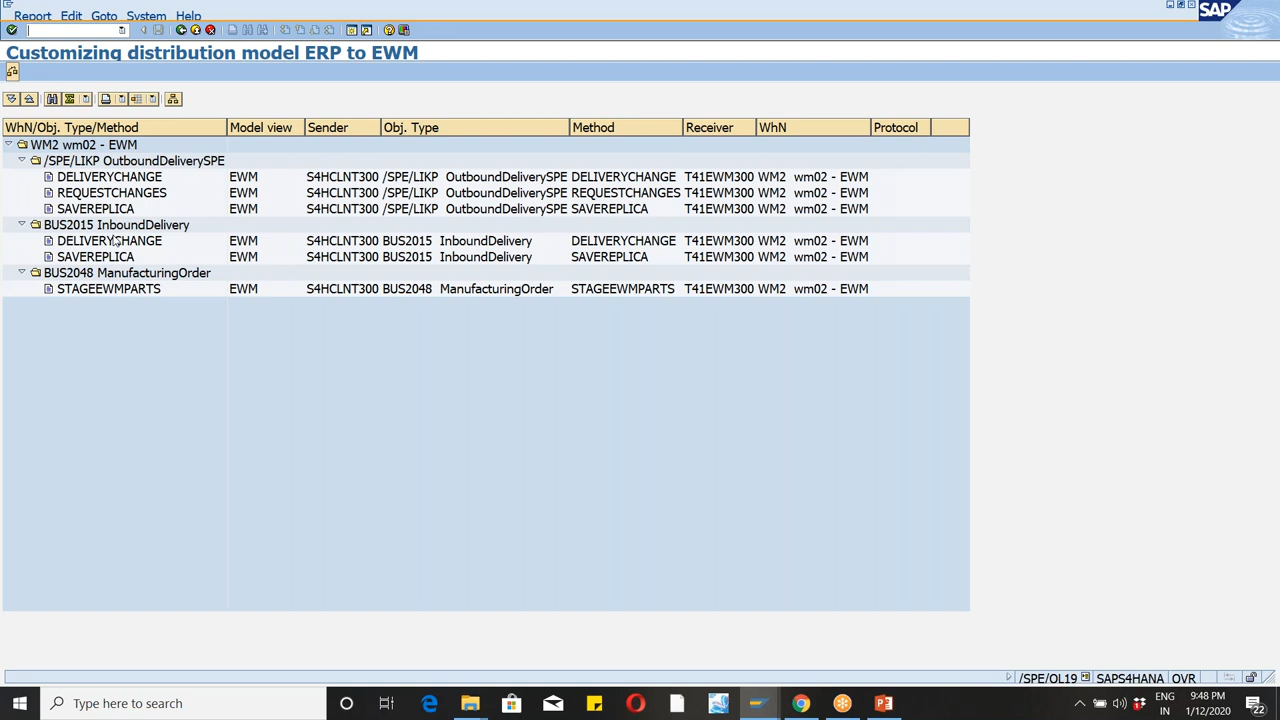 Report Edit Goto System Help
SAP
Customizing distribution model ERP to EWM
WhN/Obj. Type/Method Model view Sender Obj. Type Method Receiver WhN Protocol
WM2 wm02 - EWM
/SPE/LIKP OutboundDeliverySPE
DELIVERYCHANGE EWM S4HCLNT300 /SPE/LIKP OutboundDeliverySPE DELIVERYCHANGE T41EWM300 WM2 wm02 - EWM
REQUESTCHANGES EWM S4HCLNT300 /SPE/LIKP OutboundDeliverySPE REQUESTCHANGES T41EWM300 WM2 wm02 - EWM
SAVEREPLICA EWM S4HCLNT300 /SPE/LIKP OutboundDeliverySPE SAVEREPLICA T41EWM300 WM2 wm02 - EWM
BUS2015 InboundDelivery
DELIVERYCHANGE EWM S4HCLNT300 BUS2015 InboundDelivery DELIVERYCHANGE T41EWM300 WM2 wm02 - EWM
SAVEREPLICA EWM S4HCLNT300 BUS2015 InboundDelivery SAVEREPLICA T41EWM300 WM2 wm02 - EWM
BUS2048 ManufacturingOrder
STAGEEWMPARTS EWM S4HCLNT300 BUS2048 ManufacturingOrder STAGEEWMPARTS T41EWM300 WM2 wm02 - EWM
/SPE/OL19 SAPS4HANA OVR
Type here to search
ENG 9:48 PM
IN 1/12/2020 22